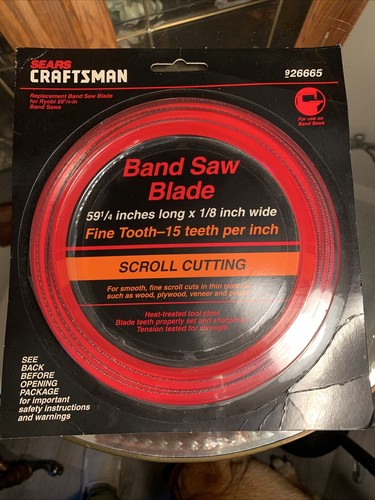 SEARS
CRAFTSMAN
926665
Replacement Band Saw Blade
for Ryobi 59¼-in
Band Saws
For use on
Band Saws
Band Saw
Blade
59¼ inches long x 1/8 inch wide
Fine Tooth–15 teeth per inch
SCROLL CUTTING
For smooth, fine scroll cuts in thin
such as wood, plywood, veneer and
Heat-treated tool steel
Blade teeth properly set and sharpened
Tension tested for strength
SEE
BACK
BEFORE
OPENING
PACKAGE
for important
safety instructions
and warnings